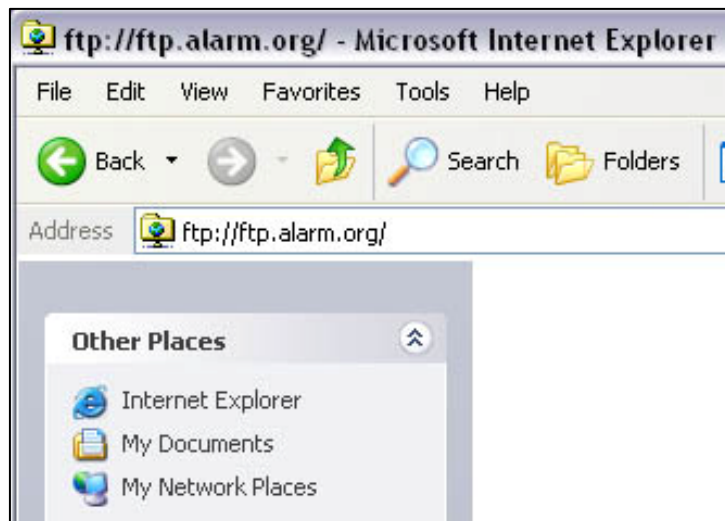 ftp://ftp.alarm.org/ - Microsoft Internet Explorer
File Edit View Favorites Tools Help
Back Search Folders
Address ftp://ftp.alarm.org/
Other Places
Internet Explorer
My Documents
My Network Places